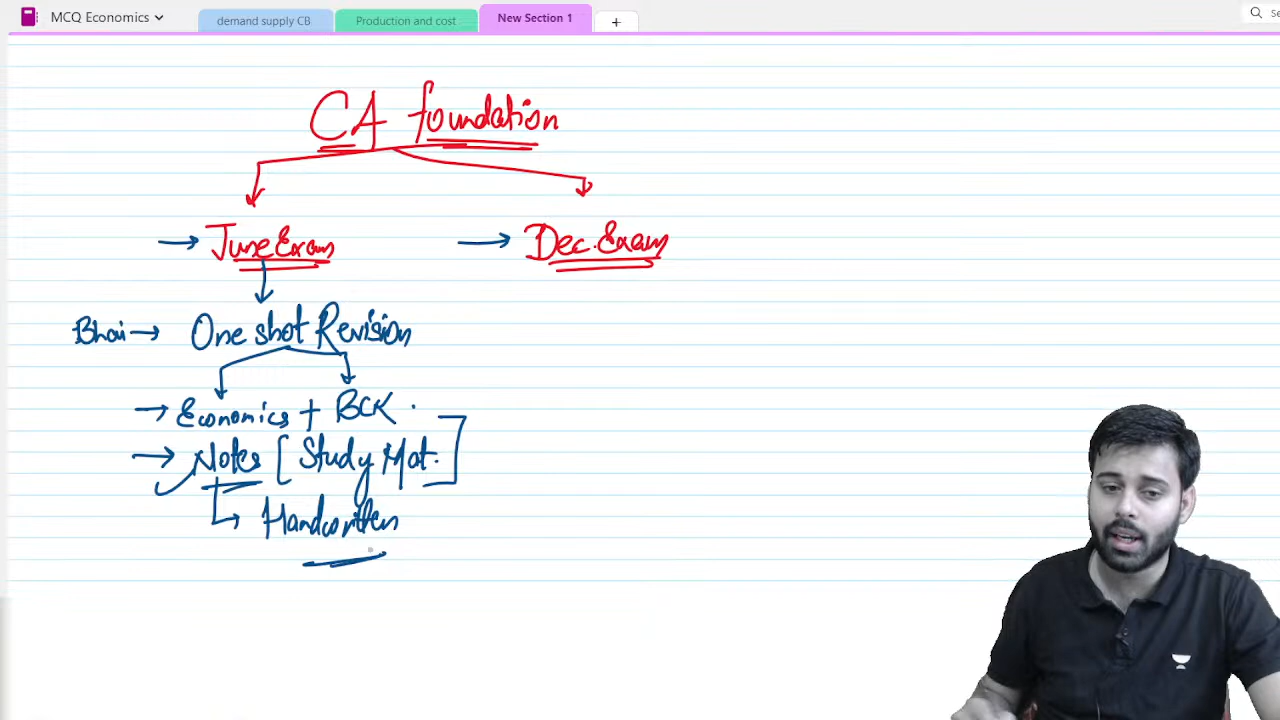 MCQ Economics
demand supply CB
Production and cost
New Section 1
+
CA foundation
→ June Exam → Dec. Exam
Bhai → One shot Revision
→ Economics + BCK.
→ Notes [Study Mat.]
Handwritten